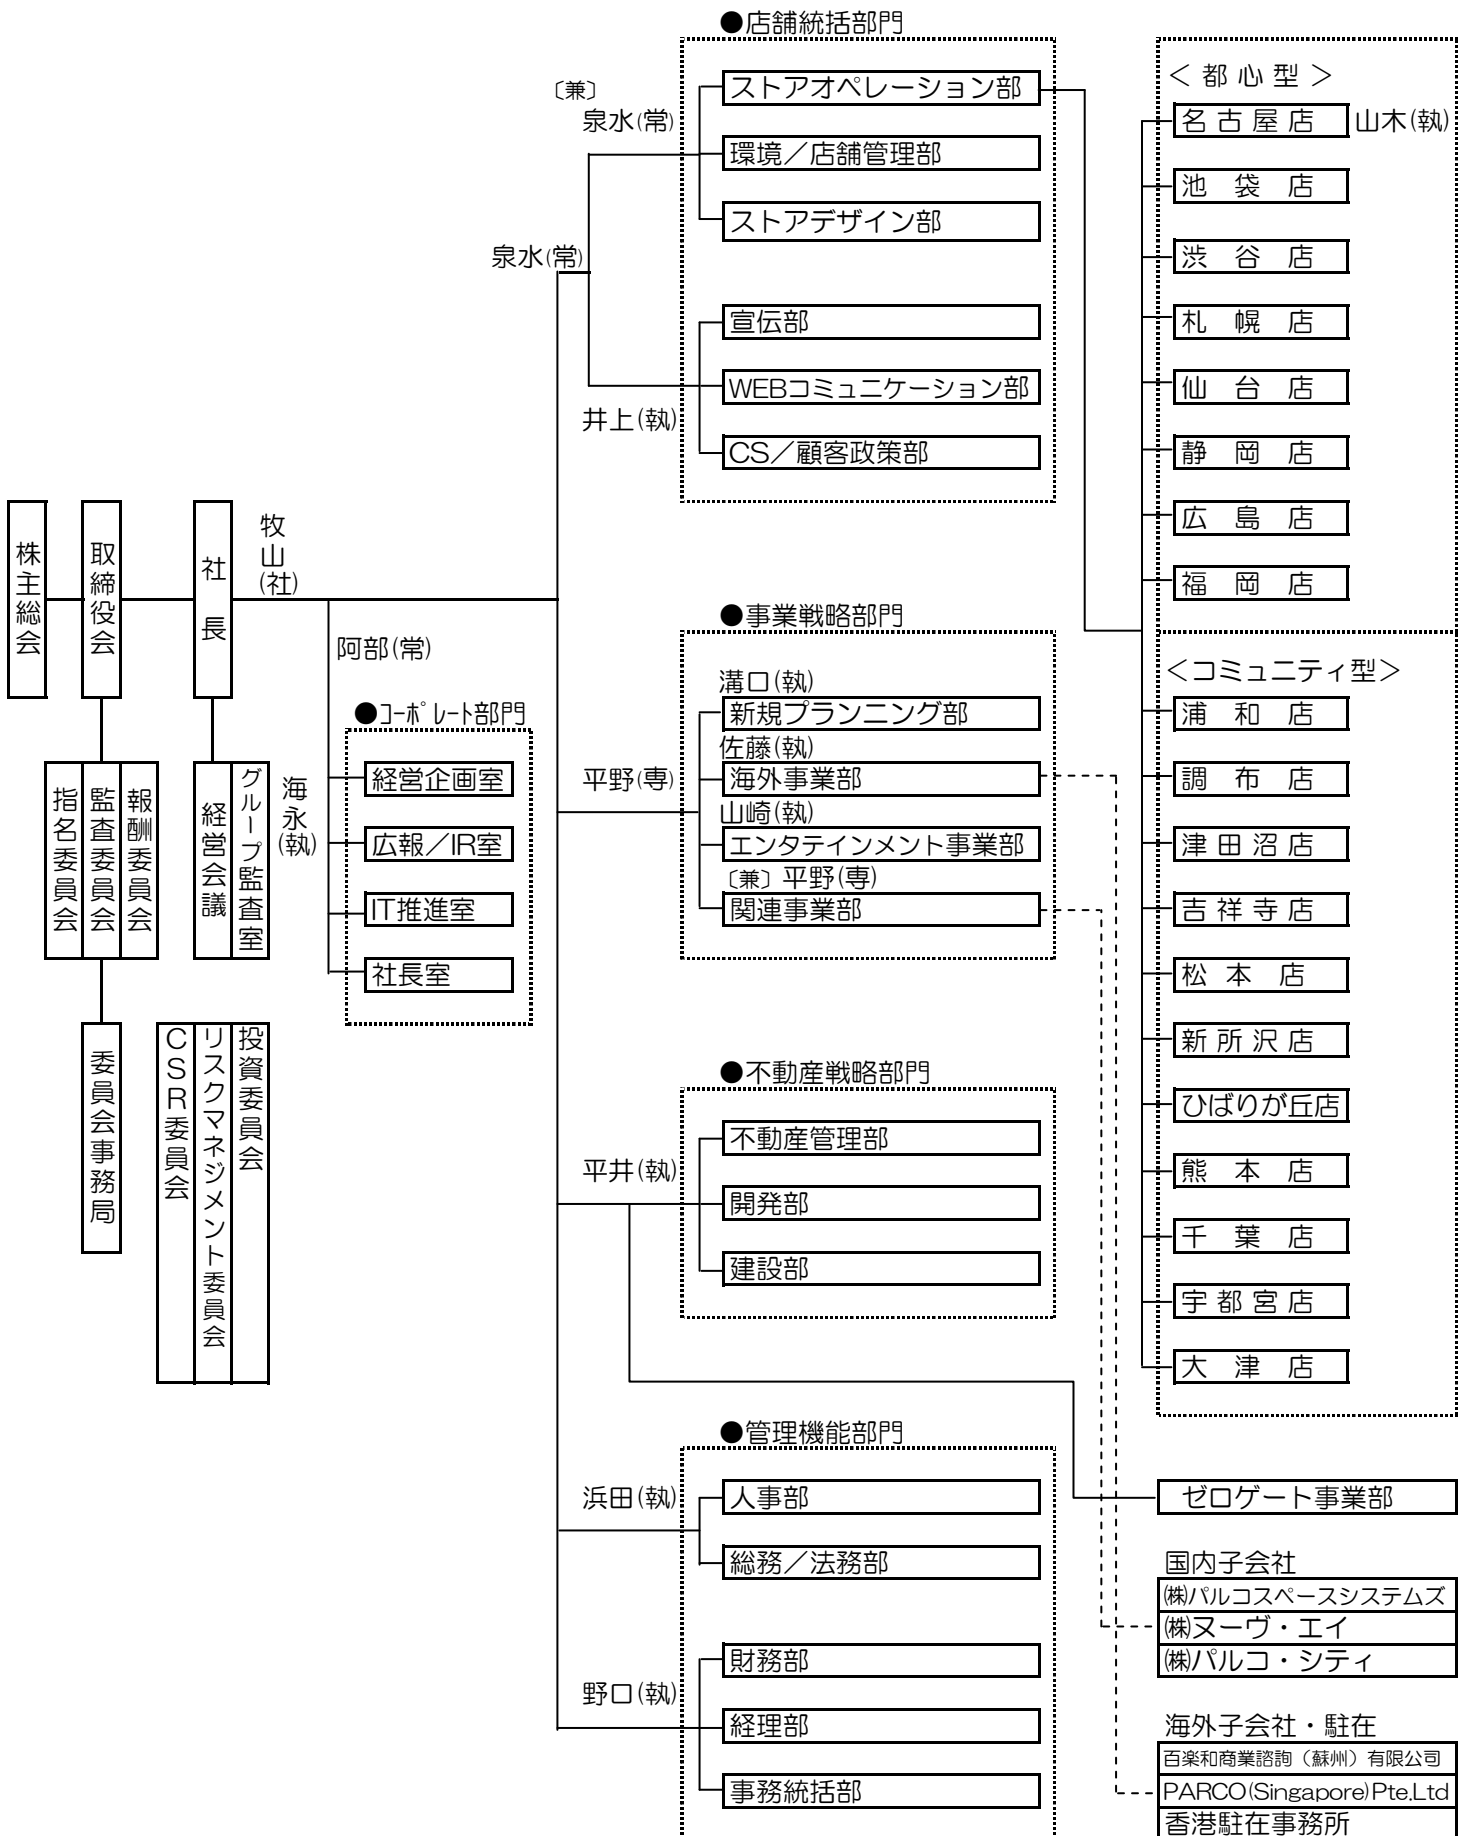 株主総会
取締役会
社長
牧山(社)
指名委員会
監査委員会
報酬委員会
委員会事務局
経営会議
グループ監査室
海永(執)
CSR委員会
リスクマネジメント委員会
投資委員会
阿部(常)
●コーポレート部門
経営企画室
広報／IR室
IT推進室
社長室
泉水(常)
●店舗統括部門
〔兼〕
泉水(常)
ストアオペレーション部
環境／店舗管理部
ストアデザイン部
井上(執)
宣伝部
WEBコミュニケーション部
CS／顧客政策部
●事業戦略部門
平野(専)
溝口(執)
新規プランニング部
佐藤(執)
海外事業部
山崎(執)
エンタテインメント事業部
〔兼〕平野(専)
関連事業部
●不動産戦略部門
平井(執)
不動産管理部
開発部
建設部
●管理機能部門
浜田(執)
人事部
総務／法務部
野口(執)
財務部
経理部
事務統括部
＜都心型＞
名古屋店 山木(執)
池袋店
渋谷店
札幌店
仙台店
静岡店
広島店
福岡店
＜コミュニティ型＞
浦和店
調布店
津田沼店
吉祥寺店
松本店
新所沢店
ひばりが丘店
熊本店
千葉店
宇都宮店
大津店
ゼロゲート事業部
国内子会社
㈱パルコスペースシステムズ
㈱ヌーヴ・エイ
㈱パルコ・シティ
海外子会社・駐在
百楽和商業諮詢（蘇州）有限公司
PARCO(Singapore)Pte.Ltd
香港駐在事務所